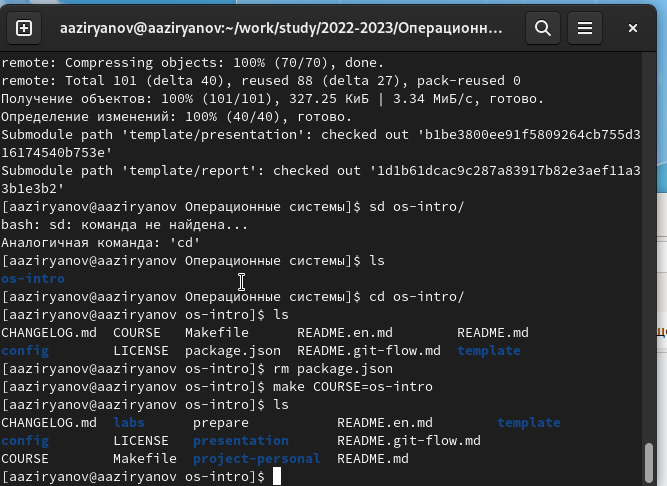 aaziryanov@aaziryanov:~/work/study/2022-2023/Операционн...
remote: Compressing objects: 100% (70/70), done.
remote: Total 101 (delta 40), reused 88 (delta 27), pack-reused 0
Получение объектов: 100% (101/101), 327.25 КиБ | 3.34 МиБ/с, готово.
Определение изменений: 100% (40/40), готово.
Submodule path 'template/presentation': checked out 'b1be3800ee91f5809264cb755d3
16174540b753e'
Submodule path 'template/report': checked out '1d1b61dcac9c287a83917b82e3aef11a3
3b1e3b2'
[aaziryanov@aaziryanov Операционные системы]$ sd os-intro/
bash: sd: команда не найдена...
Аналогичная команда: 'cd'
[aaziryanov@aaziryanov Операционные системы]$ ls
os-intro
[aaziryanov@aaziryanov Операционные системы]$ cd os-intro/
[aaziryanov@aaziryanov os-intro]$ ls
CHANGELOG.md COURSE Makefile README.en.md README.md
config LICENSE package.json README.git-flow.md template
[aaziryanov@aaziryanov os-intro]$ rm package.json
[aaziryanov@aaziryanov os-intro]$ make COURSE=os-intro
[aaziryanov@aaziryanov os-intro]$ ls
CHANGELOG.md labs prepare README.en.md template
config LICENSE presentation README.git-flow.md
COURSE Makefile project-personal README.md
[aaziryanov@aaziryanov os-intro]$